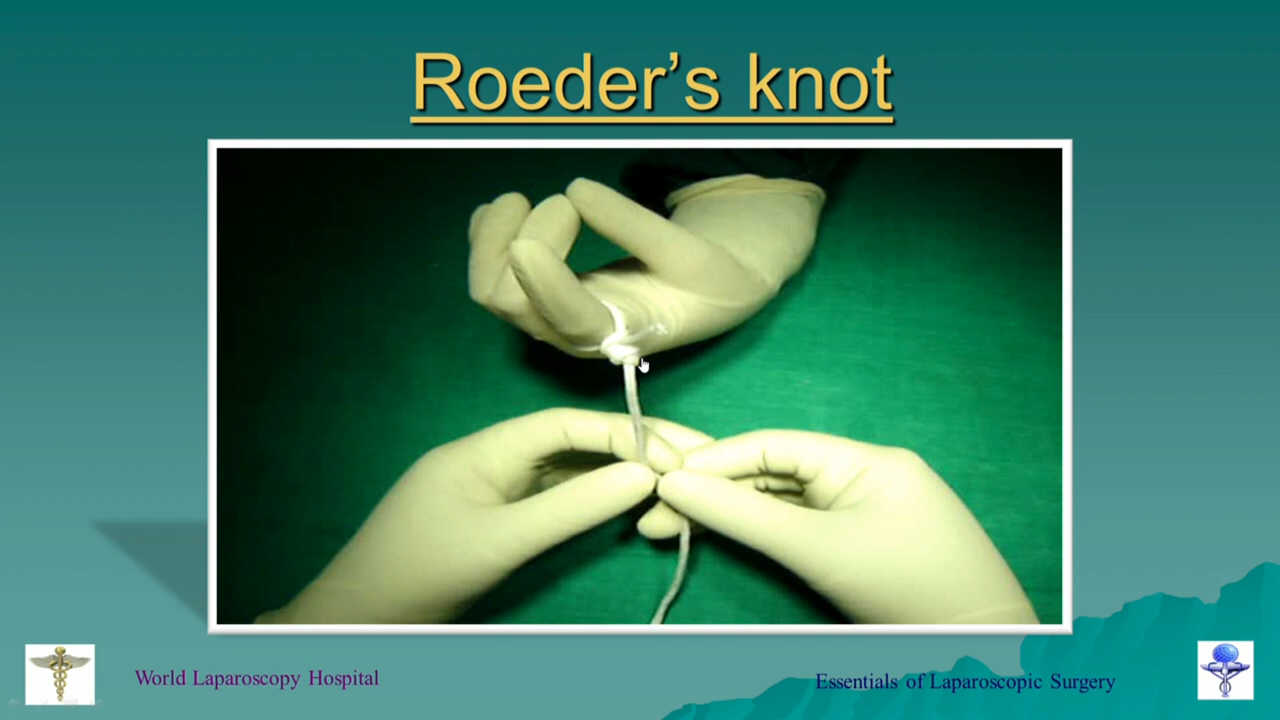 Roeder’s knot
World Laparoscopy Hospital
Essentials of Laparoscopic Surgery